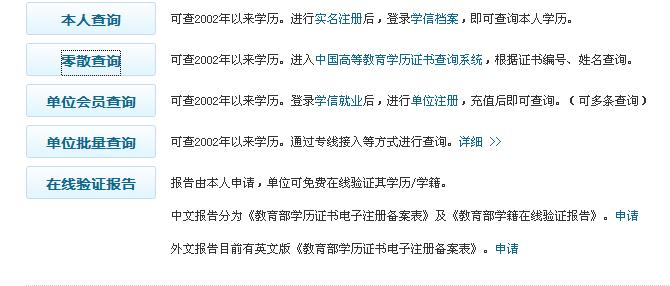 本人查询 可查2002年以来学历。进行实名注册后，登录学信档案，即可查询本人学历。
零散查询 可查2002年以来学历。进入中国高等教育学历证书查询系统，根据证书编号、姓名查询。
单位会员查询 可查2002年以来学历。登录学信就业后，进行单位注册，充值后即可查询。（可多条查询）
单位批量查询 可查2002年以来学历。通过专线接入等方式进行查询。详细 >>
在线验证报告 报告由本人申请，单位可免费在线验证其学历/学籍。
中文报告分为《教育部学历证书电子注册备案表》及《教育部学籍在线验证报告》。申请
外文报告目前有英文版《教育部学历证书电子注册备案表》。申请